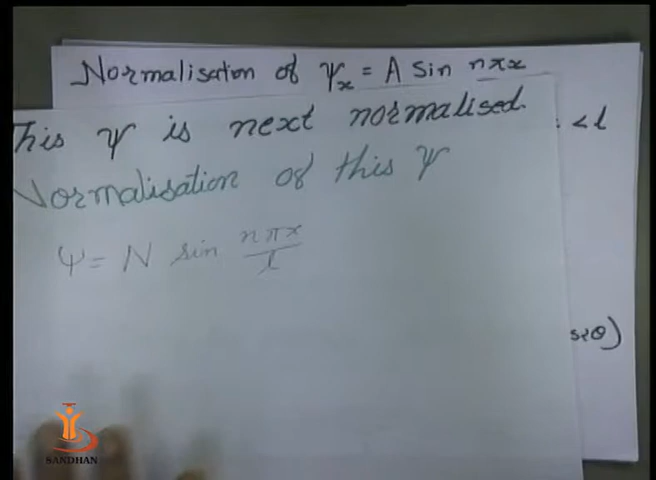 Normalisation of ψx = A sin nπx
< l
This ψ is next normalised.
Normalisation of this ψ
ψ = N sin nπx/l
SANDHAN